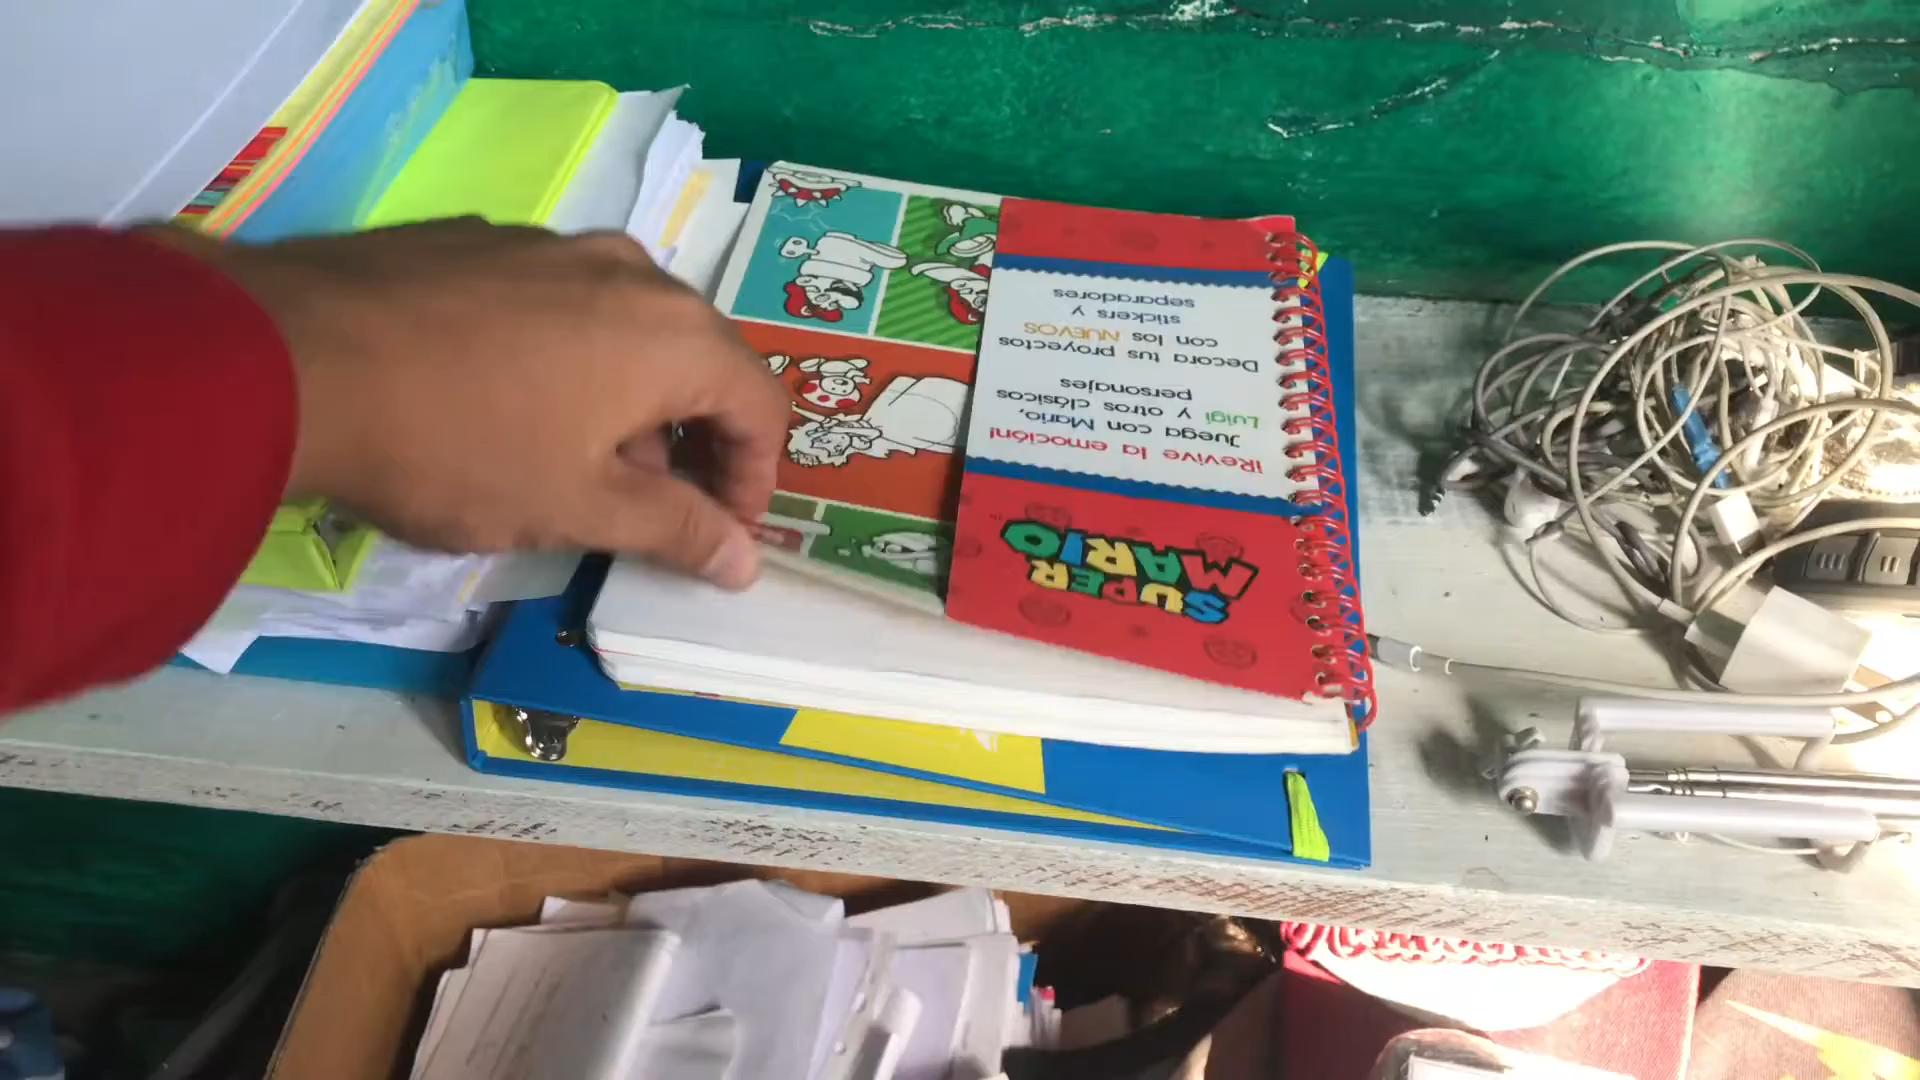 SUPER
MARIO
¡Revive la emoción!
Juega con Mario,
Luigi y otros clásicos
personajes
Decora tus proyectos
con los NUEVOS
stickers y
separadores